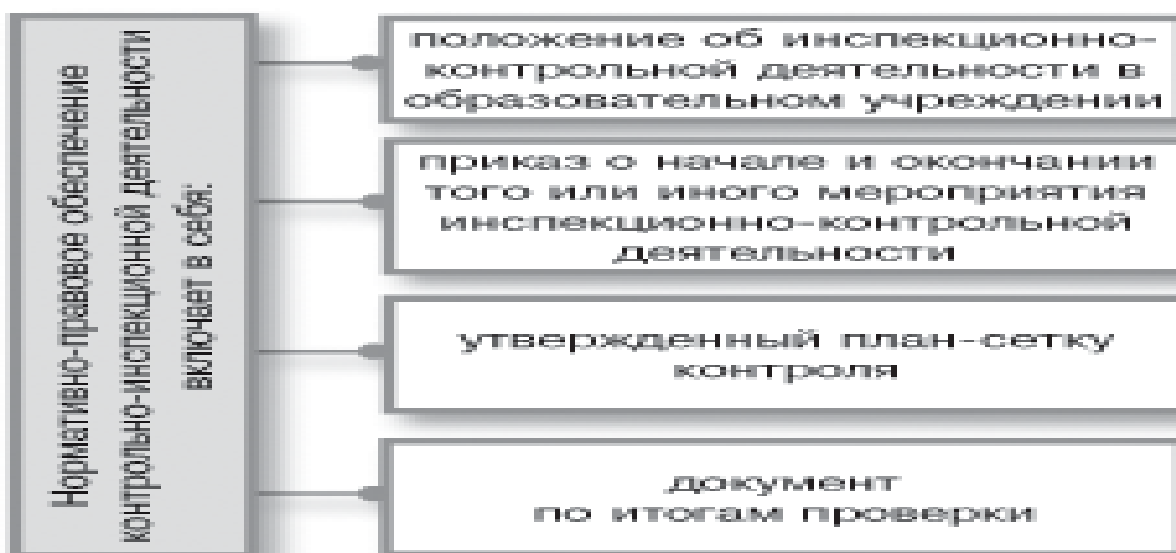 Нормативно-правовое обеспечение
контрольно-инспекционной деятельности
включает в себя:
положение об инспекционно-
контрольной деятельности в
образовательном учреждении
приказ о начале и окончании
того или иного мероприятия
инспекционно-контрольной
деятельности
утвержденный план-сетку
контроля
документ
по итогам проверки